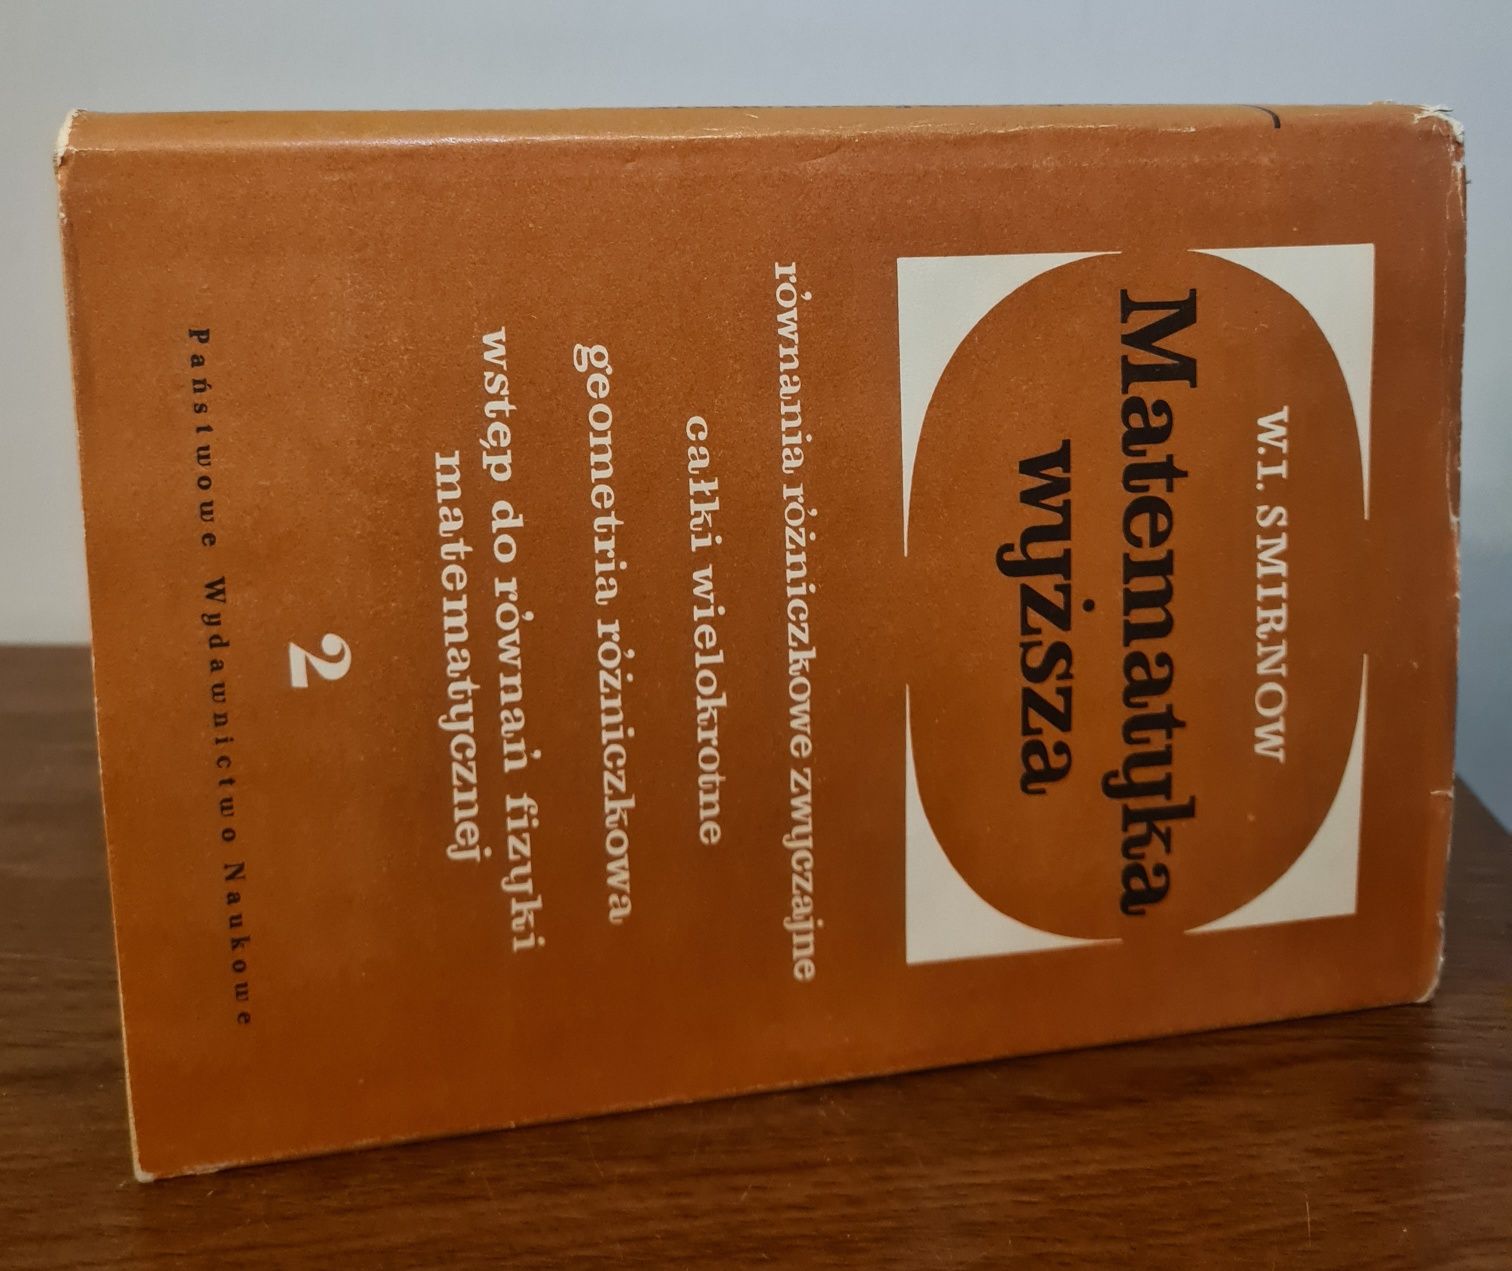 W. I. SMIRNOW
Matematyka
wyższa
równania różniczkowe zwyczajne
całki wielokrotne
geometria różniczkowa
wstęp do równań fizyki
matematycznej
2
Państwowe Wydawnictwo Naukowe